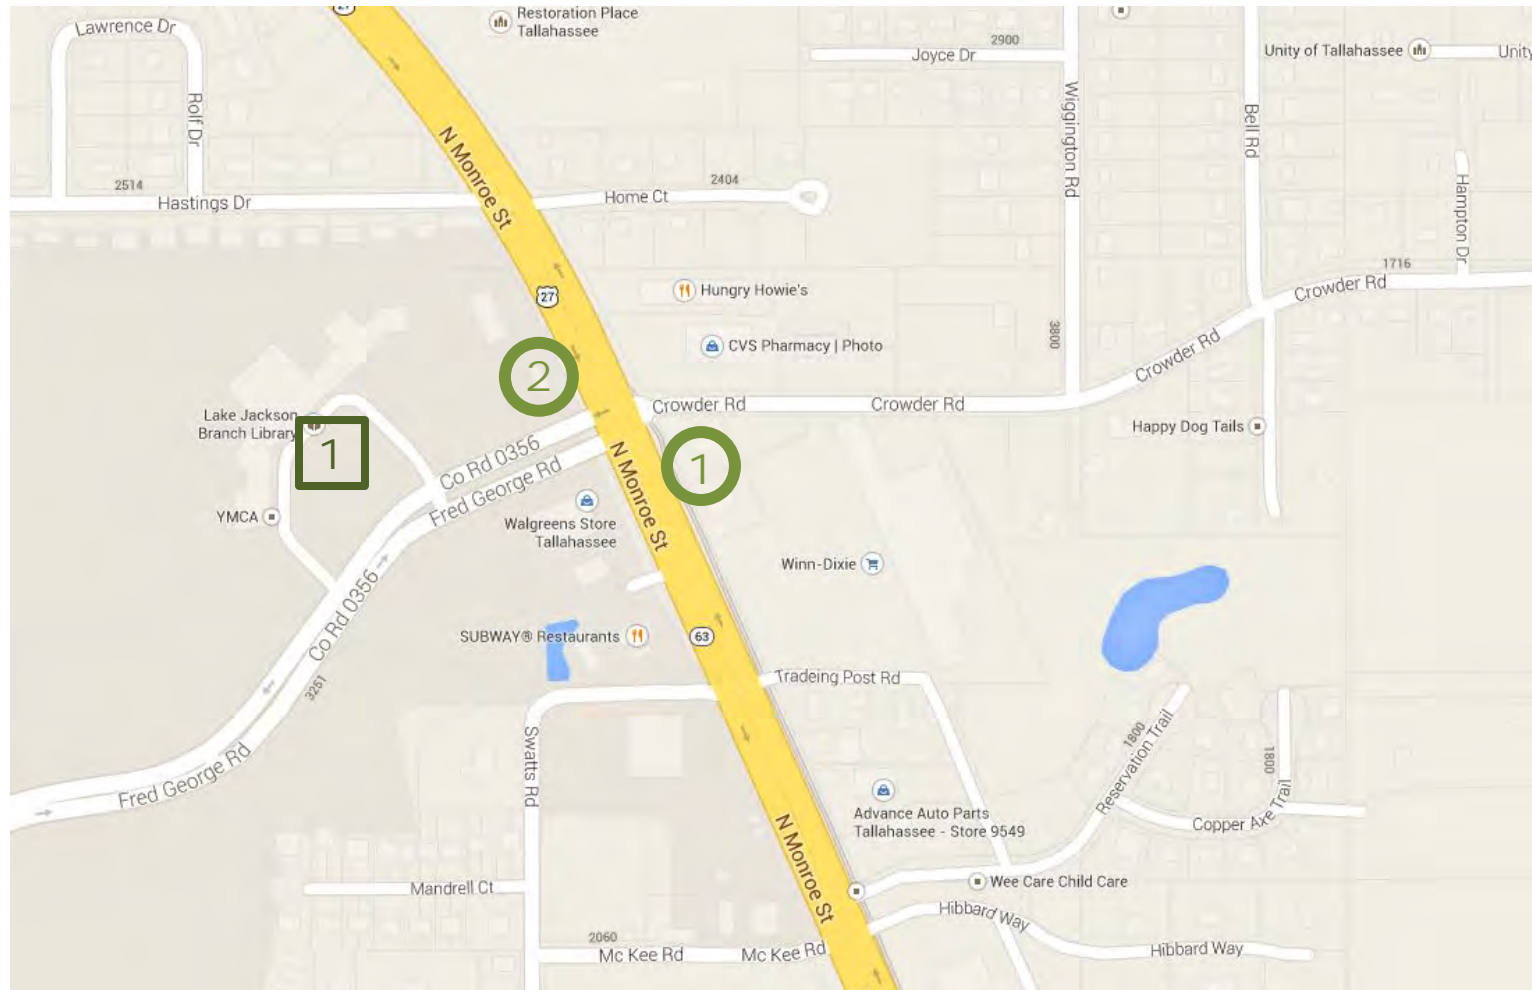 27
Restoration Place
Tallahassee
Lawrence Dr
2900
Joyce Dr
Unity of Tallahassee
Unity
Rolf Dr
N Monroe St
Wiggington Rd
Bell Rd
2514
Hastings Dr
2404
Home Ct
Hampton Dr
1716
Crowder Rd
27
Hungry Howie's
CVS Pharmacy | Photo
3800
Crowder Rd
2
Crowder Rd
Crowder Rd
Lake Jackson
Branch Library
1
Co Rd 0356
Fred George Rd
N Monroe St
1
Happy Dog Tails
YMCA
Walgreens Store
Tallahassee
Winn-Dixie
Co Rd 0356
SUBWAY® Restaurants
63
3251
Tradeing Post Rd
Fred George Rd
Swatts Rd
1800
Reservation Trail
1800
Copper Axe Trail
Advance Auto Parts
Tallahassee - Store 9549
N Monroe St
Mandrell Ct
Wee Care Child Care
Hibbard Way
2060
Mc Kee Rd
Mc Kee Rd
Hibbard Way